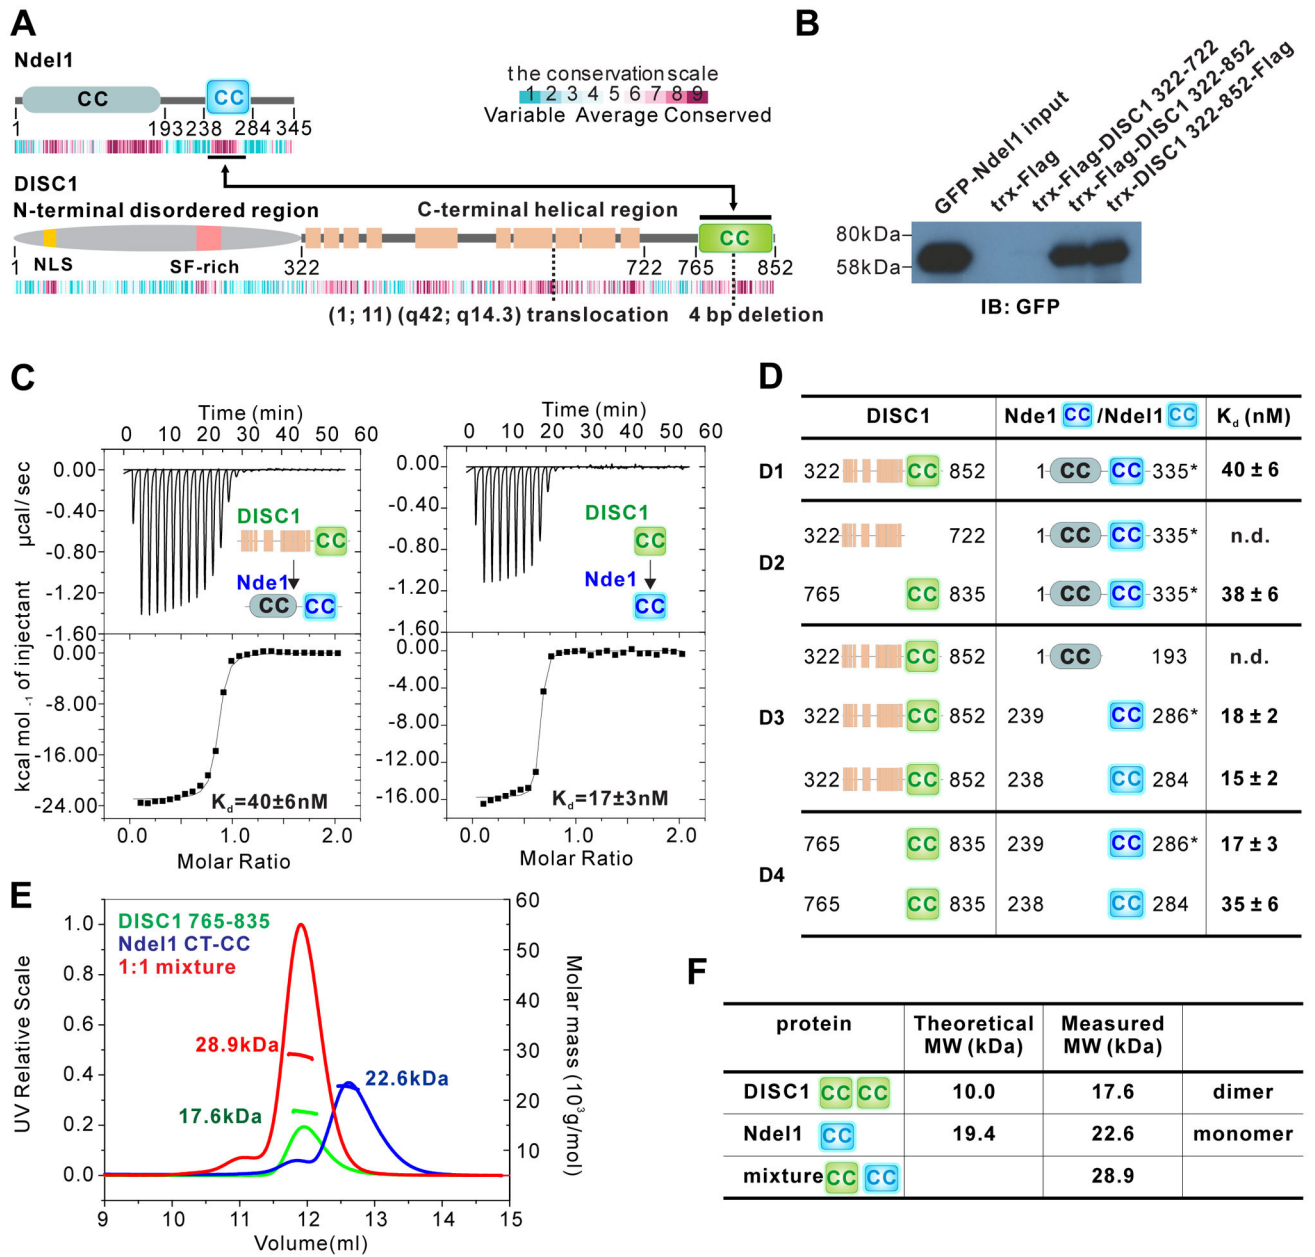 A
Ndel1
CC
CC
1
193
238
284
345
the conservation scale
1 2 3 4 5 6 7 8 9
Variable Average Conserved
DISC1
N-terminal disordered region
C-terminal helical region
CC
1
NLS
SF-rich
322
722
765
852
(1; 11) (q42; q14.3) translocation
4 bp deletion
B
GFP-Ndel1 input
trx-Flag
trx-Flag-DISC1 322-722
trx-Flag-DISC1 322-852
trx-DISC1 322-852-Flag
80kDa
58kDa
IB: GFP
C
Time (min)
0 10 20 30 40 50 60
µcal/sec
0.00
-0.40
-0.80
-1.20
-1.60
DISC1
CC
Nde1
CC
CC
kcal mol-1 of injectant
0.00
-8.00
-16.00
-24.00
Kd=40±6nM
0.0 1.0 2.0
Molar Ratio
Time (min)
0 10 20 30 40 50 60
0.00
-0.40
-0.80
-1.20
-1.60
DISC1
CC
Nde1
CC
0.00
-4.00
-8.00
-12.00
-16.00
Kd=17±3nM
0.0 1.0 2.0
Molar Ratio
D
DISC1
Nde1 CC /Ndel1 CC
Kd (nM)
D1
322 CC 852
1 CC CC 335*
40 ± 6
D2
322 722
1 CC CC 335*
n.d.
765 CC 835
1 CC CC 335*
38 ± 6
D3
322 CC 852
1 CC 193
n.d.
322 CC 852
239 CC 286*
18 ± 2
322 CC 852
238 CC 284
15 ± 2
D4
765 CC 835
239 CC 286*
17 ± 3
765 CC 835
238 CC 284
35 ± 6
E
DISC1 765-835
Ndel1 CT-CC
1:1 mixture
UV Relative Scale
1.0
0.8
0.6
0.4
0.2
0.0
28.9kDa
22.6kDa
17.6kDa
60
50
40
30
20
10
Molar mass (10³g/mol)
9 10 11 12 13 14 15
Volume(ml)
F
protein
Theoretical
MW (kDa)
Measured
MW (kDa)
DISC1 CC CC
10.0
17.6
dimer
Ndel1 CC
19.4
22.6
monomer
mixture CC CC
28.9